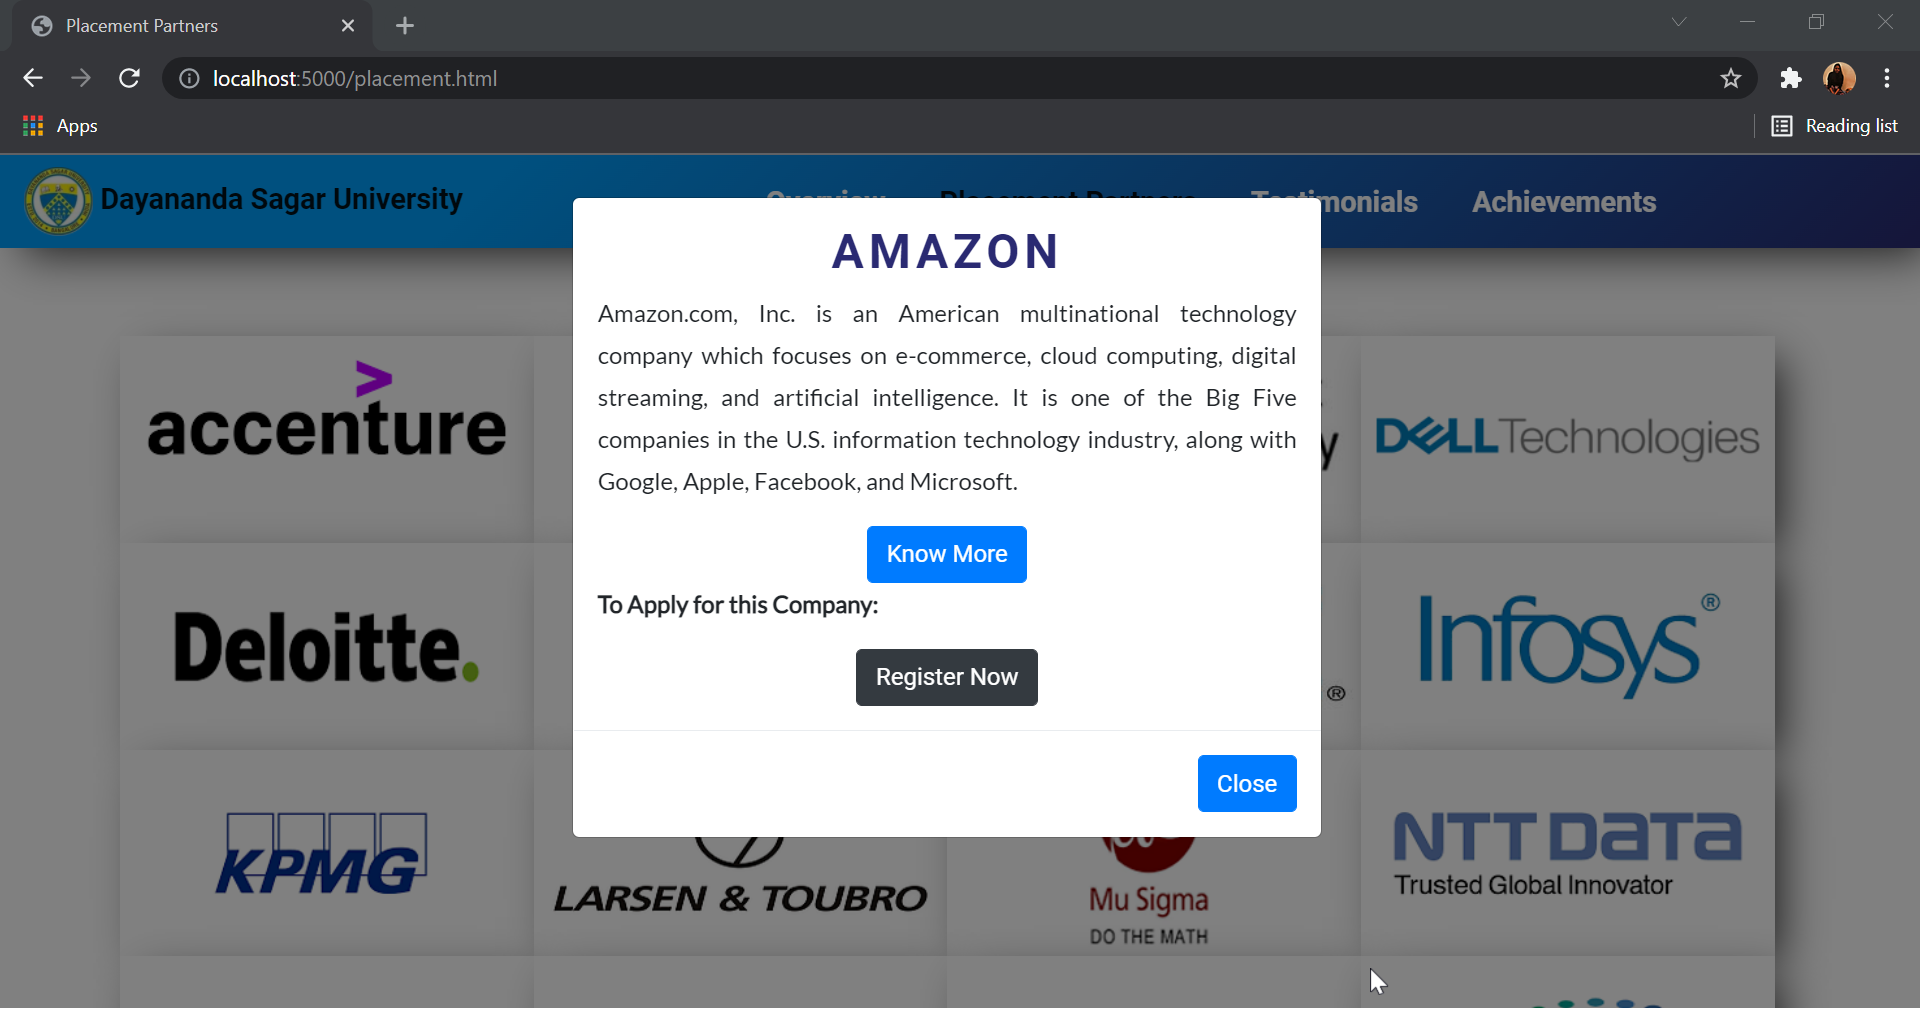 Placement Partners
localhost:5000/placement.html
Apps
Reading list
Dayananda Sagar University
Overview
Placement Partners
Testimonials
Achievements
AMAZON
Amazon.com, Inc. is an American multinational technology
company which focuses on e-commerce, cloud computing, digital
streaming, and artificial intelligence. It is one of the Big Five
companies in the U.S. information technology industry, along with
Google, Apple, Facebook, and Microsoft.
Know More
To Apply for this Company:
Register Now
Close
accenture
DELL Technologies
Deloitte.
®
Infosys®
KPMG
LARSEN & TOUBRO
Mu Sigma
DO THE MATH
NTT DATA
Trusted Global Innovator